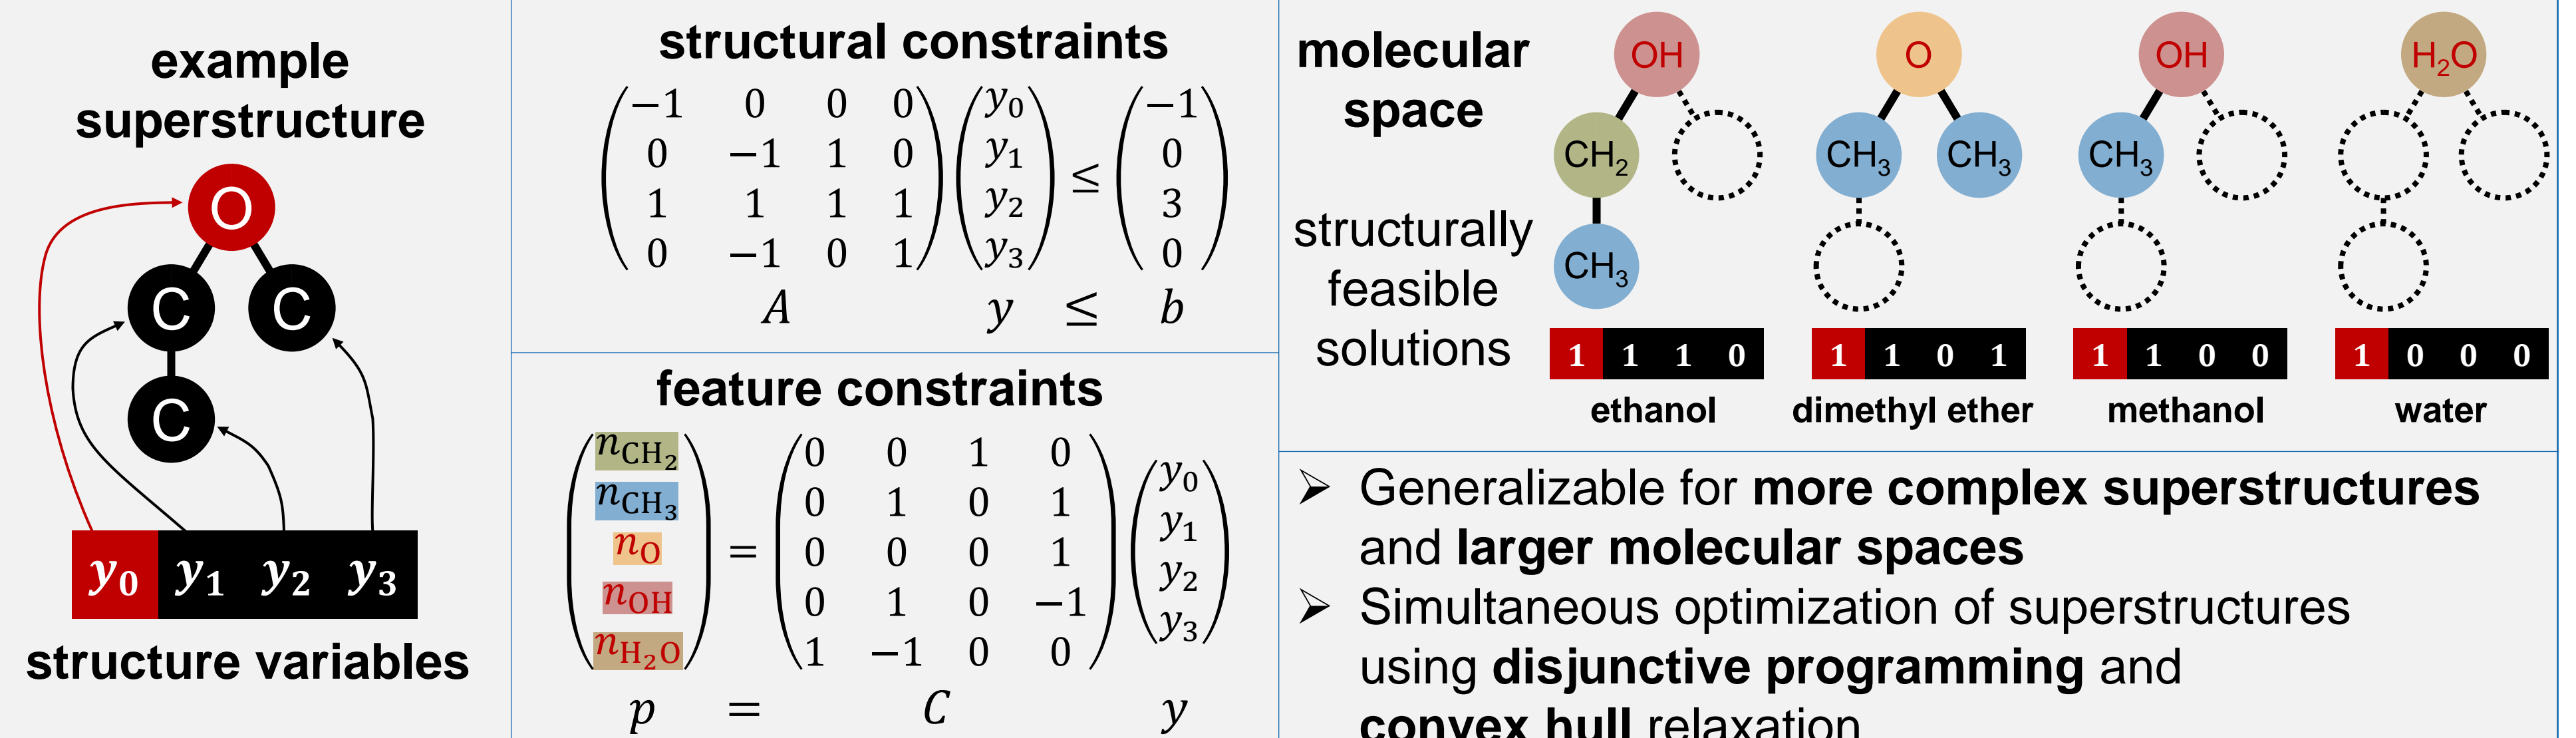 example
superstructure
O
C C
C
y0 y1 y2 y3
structure variables
structural constraints
−1 0 0 0 y0 −1
0 −1 1 0 y1 ≤ 0
1 1 1 1 y2 3
0 −1 0 1 y3 0
A y ≤ b
feature constraints
nCH2 0 0 1 0 y0
nCH3 0 1 0 1 y1
nO = 0 0 0 1 y2
nOH 0 1 0 −1 y3
nH2O 1 −1 0 0
p = C y
molecular
space
structurally
feasible
solutions
OH
CH2
CH3
1 1 1 0
ethanol
O
CH3 CH3
1 1 0 1
dimethyl ether
OH
CH3
1 1 0 0
methanol
H2O
1 0 0 0
water
➢ Generalizable for more complex superstructures
and larger molecular spaces
➢ Simultaneous optimization of superstructures
using disjunctive programming and
convex hull relaxation